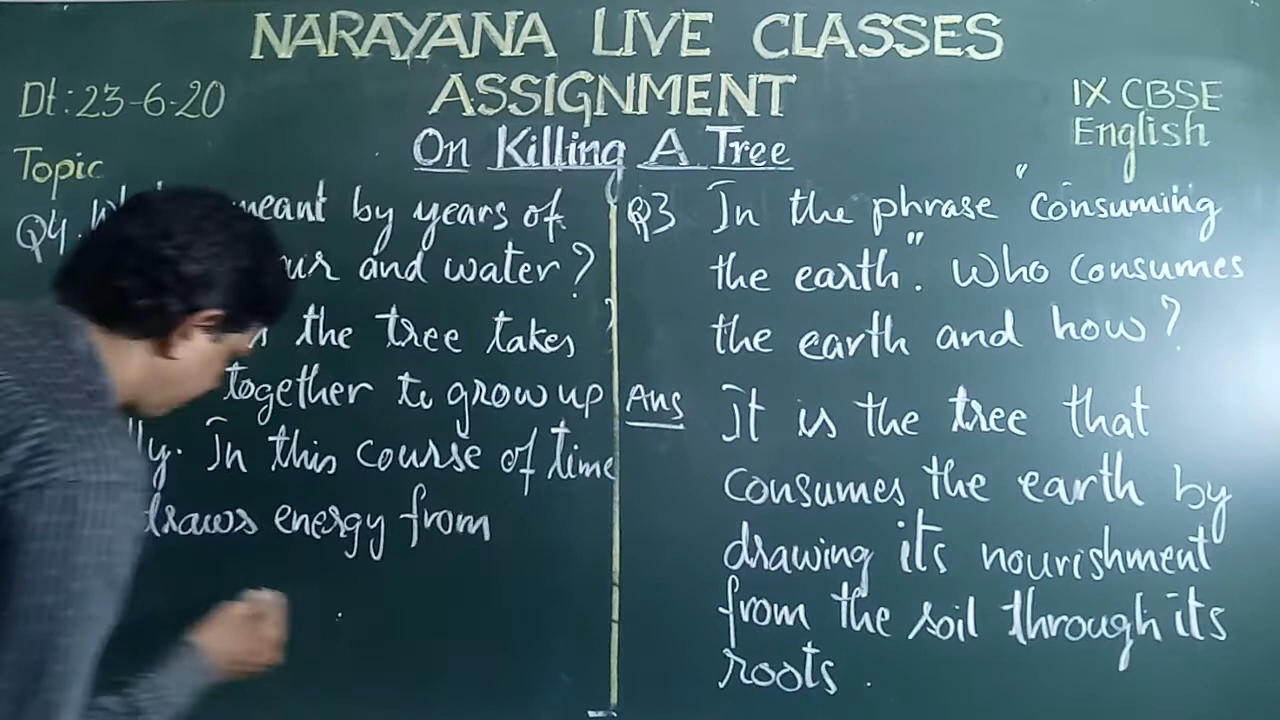 NARAYANA LIVE CLASSES
ASSIGNMENT
Dt: 23-6-20
IX CBSE
English
On Killing A Tree
Topic
Q4. meant by years of
air and water?
the tree takes
together to grow up
In this course of time
draws energy from
Q3 In the phrase "consuming
the earth". Who consumes
the earth and how?
Ans It is the tree that
consumes the earth by
drawing its nourishment
from the soil through its
roots.